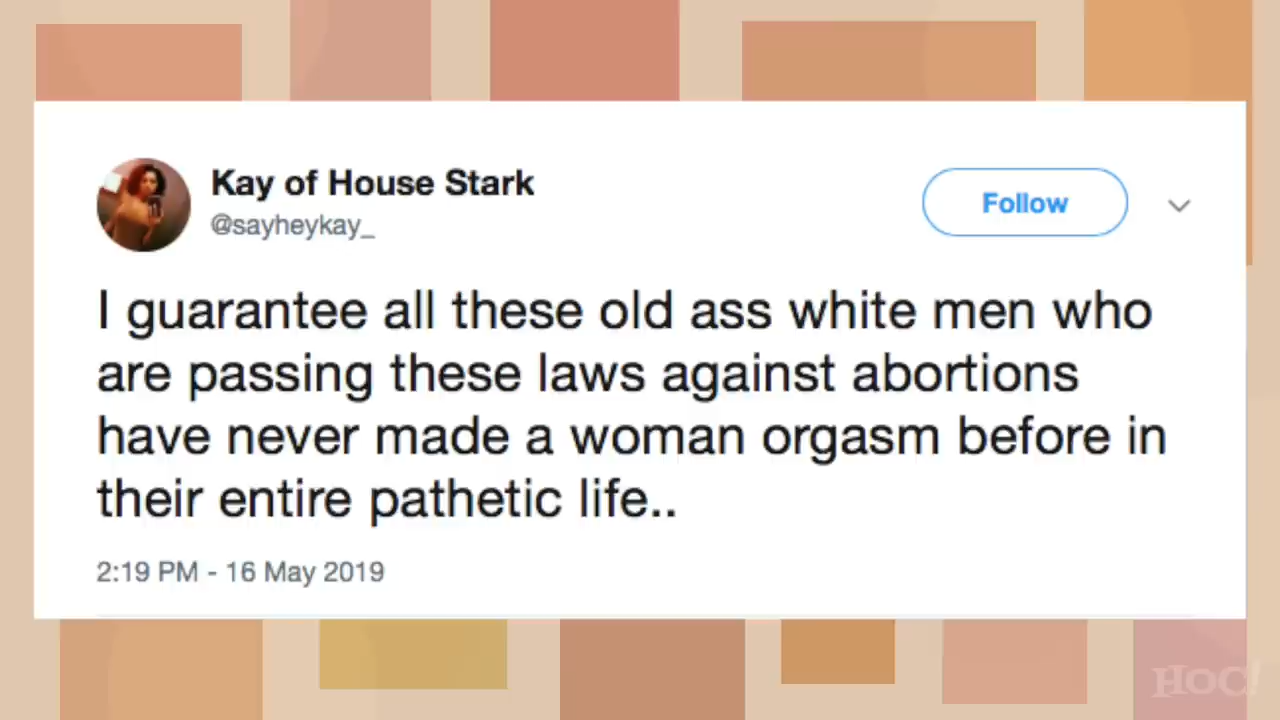 Kay of House Stark
@sayheykay_
Follow
I guarantee all these old ass white men who
are passing these laws against abortions
have never made a woman orgasm before in
their entire pathetic life..
2:19 PM - 16 May 2019
HOC!